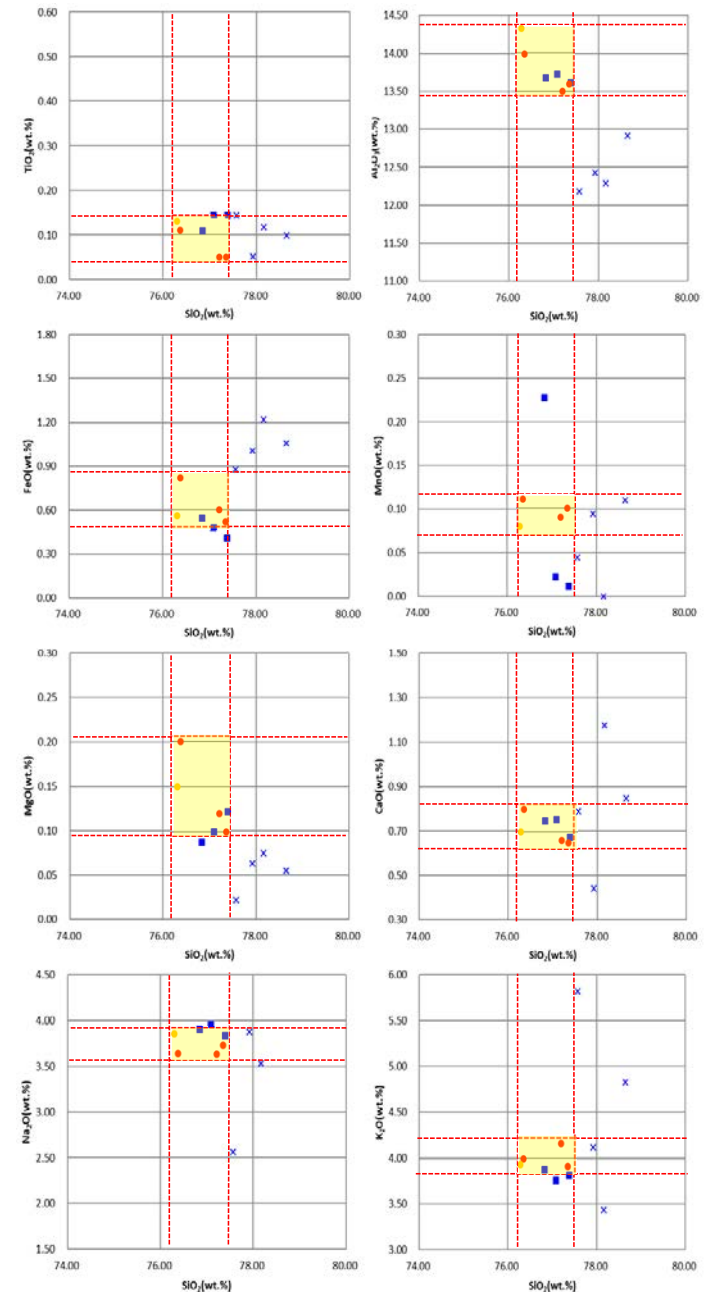 0.60
0.50
0.40
0.30
0.20
0.10
0.00
TiO₂(wt.%)
74.00 76.00 78.00 80.00
SiO₂(wt.%)
14.50
14.00
13.50
13.00
12.50
12.00
11.50
11.00
Al₂O₃(wt.%)
74.00 76.00 78.00 80.00
SiO₂(wt.%)
1.80
1.50
1.20
0.90
0.60
0.30
0.00
FeO(wt.%)
74.00 76.00 78.00 80.00
SiO₂(wt.%)
0.30
0.25
0.20
0.15
0.10
0.05
0.00
MnO(wt.%)
74.00 76.00 78.00 80.00
SiO₂(wt.%)
0.30
0.25
0.20
0.15
0.10
0.05
0.00
MgO(wt.%)
74.00 76.00 78.00 80.00
SiO₂(wt.%)
1.50
1.30
1.10
0.90
0.70
0.50
0.30
CaO(wt.%)
74.00 76.00 78.00 80.00
SiO₂(wt.%)
4.50
4.00
3.50
3.00
2.50
2.00
1.50
Na₂O(wt.%)
74.00 76.00 78.00 80.00
SiO₂(wt.%)
6.00
5.50
5.00
4.50
4.00
3.50
3.00
K₂O(wt.%)
74.00 76.00 78.00 80.00
SiO₂(wt.%)